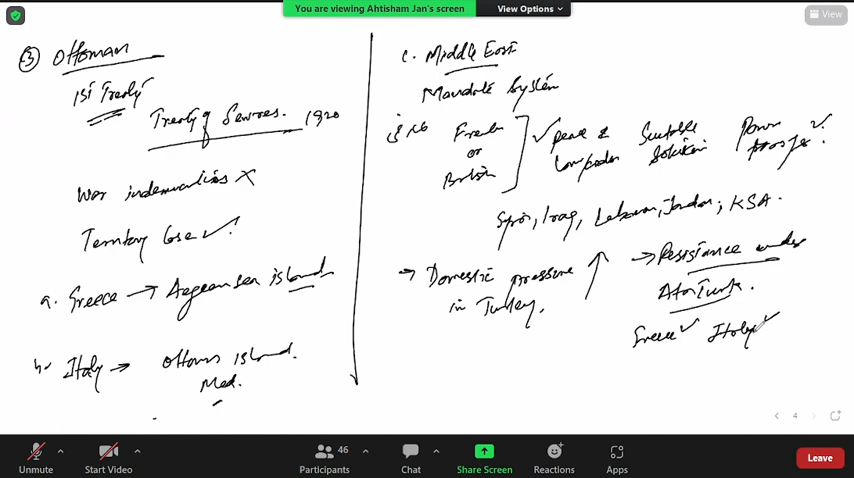 You are viewing Ahtisham Jan's screen
View Options
View
③ Ottoman
1st Treaty
Treaty of Sevres. 1920
War indemnities X
Territory lose ✓
a. Greece → Aegean sea island
b. Italy → island.
Med.
c. Middle East
Mandate System
French
or
British
✓ peace & Suitable Power
solution
Syria, Iraq, Lebanon, Jordan, KSA.
→ Domestic pressure ↑
in Turkey.
→ Resistance under
AtaTurk.
Greece ✓ Italy ✓
4
Unmute
Start Video
46
Participants
Chat
Share Screen
Reactions
Apps
Leave